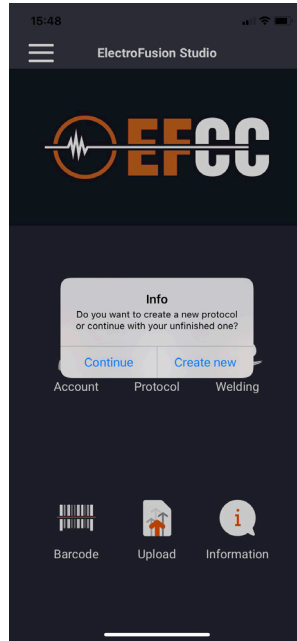 15:48
ElectroFusion Studio
EFCC
Info
Do you want to create a new protocol
or continue with your unfinished one?
Continue
Create new
Account
Protocol
Welding
Barcode
Upload
Information